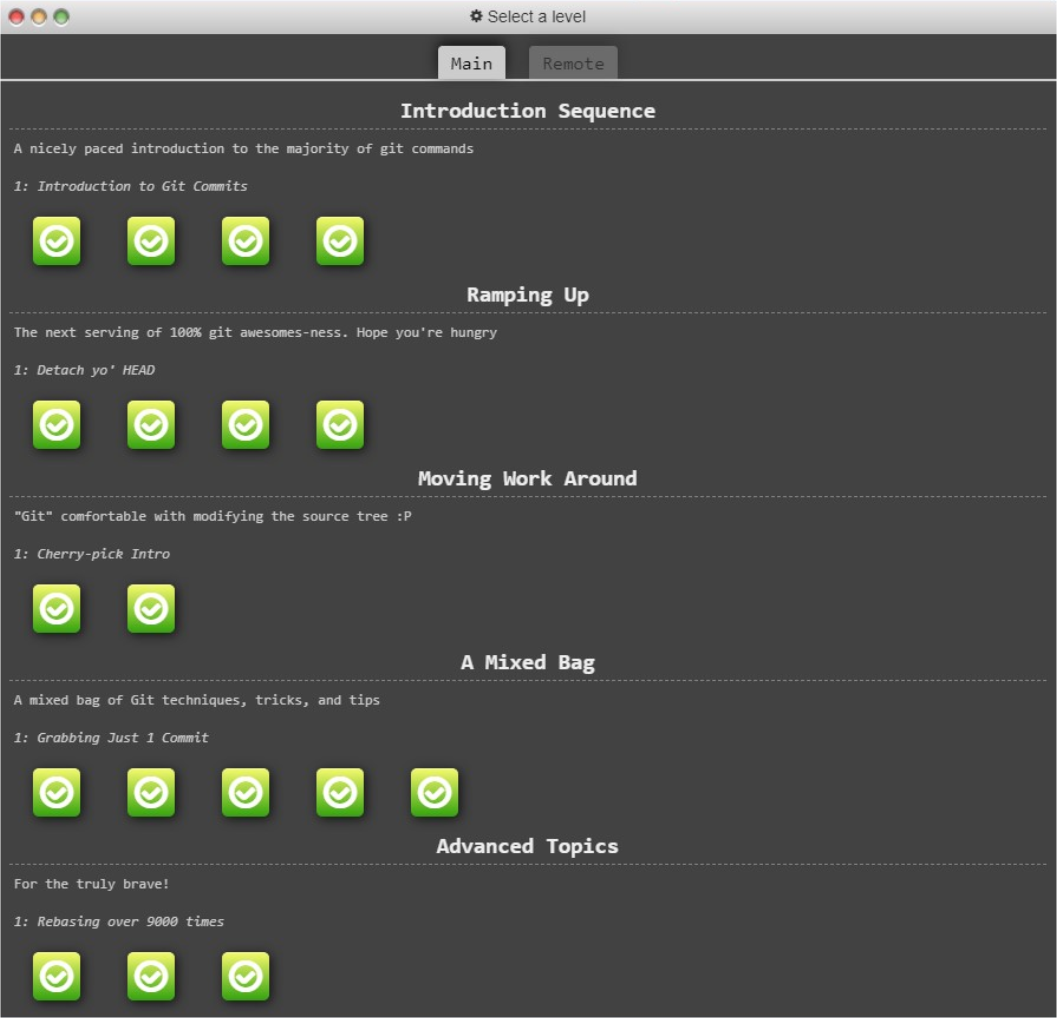 Select a level
Main
Remote
Introduction Sequence
A nicely paced introduction to the majority of git commands
1: Introduction to Git Commits
Ramping Up
The next serving of 100% git awesomes-ness. Hope you're hungry
1: Detach yo' HEAD
Moving Work Around
"Git" comfortable with modifying the source tree :P
1: Cherry-pick Intro
A Mixed Bag
A mixed bag of Git techniques, tricks, and tips
1: Grabbing Just 1 Commit
Advanced Topics
For the truly brave!
1: Rebasing over 9000 times